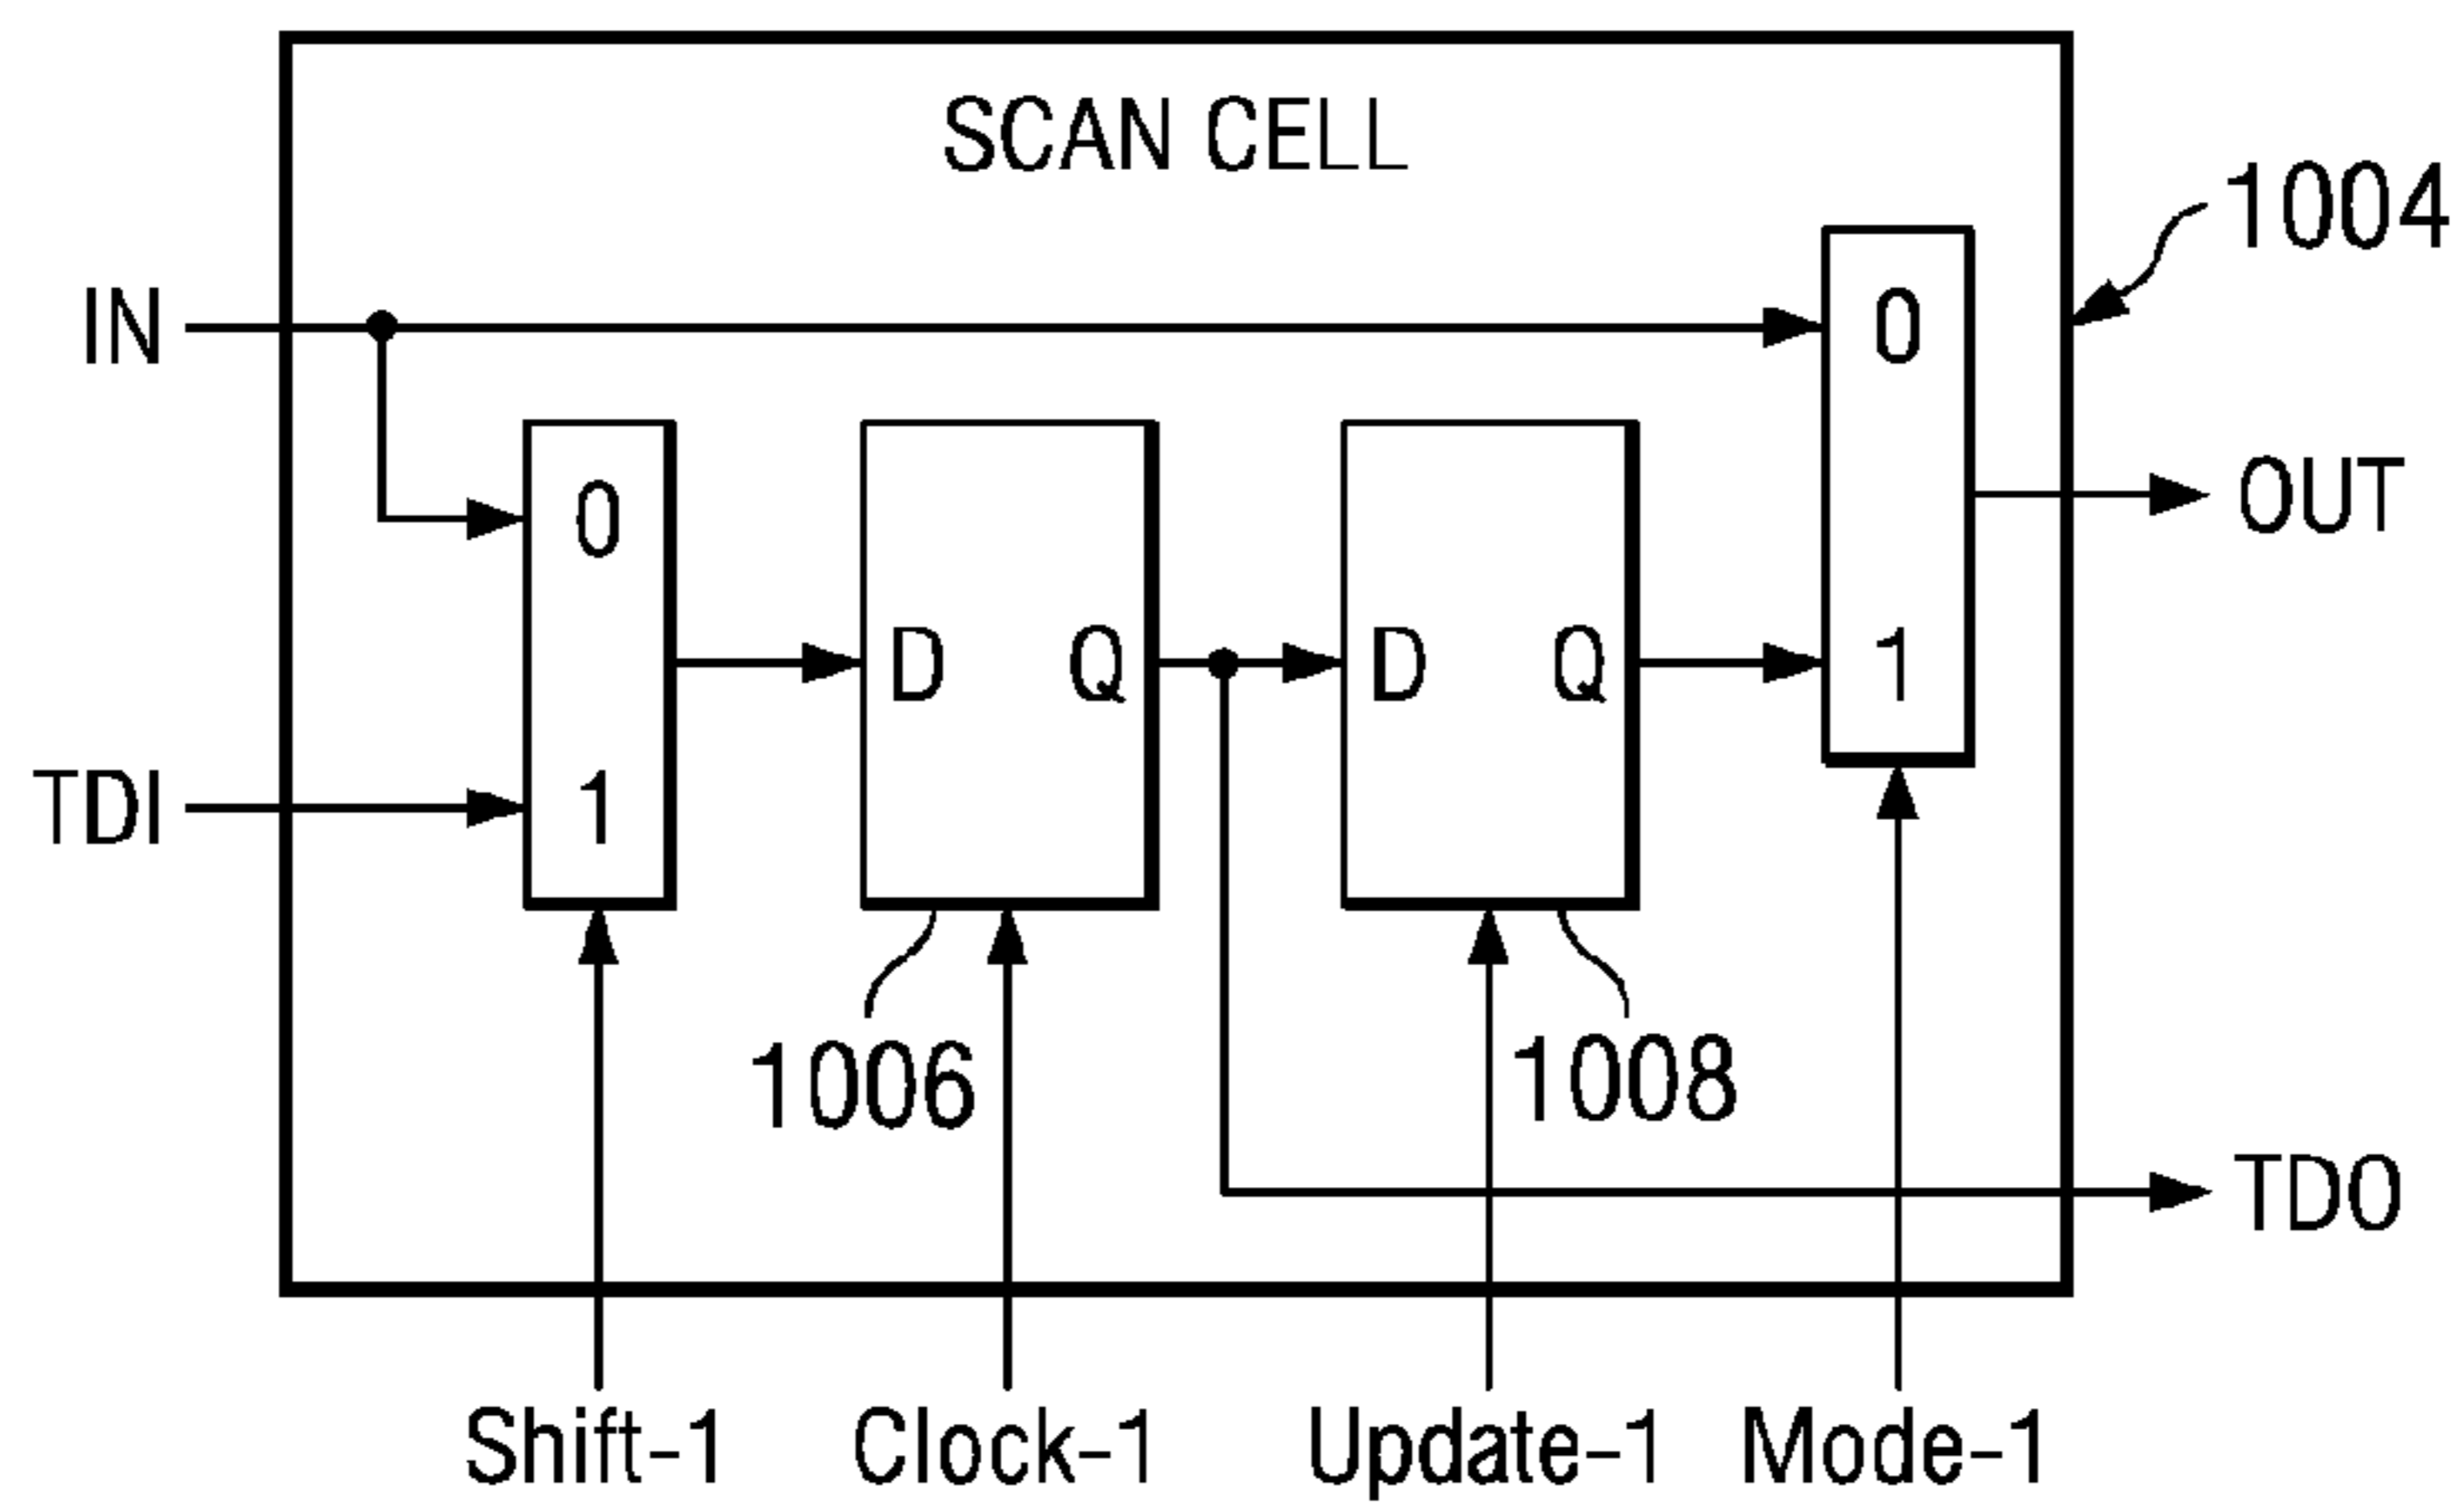 SCAN CELL
1004
IN
0
0
OUT
D Q
D Q
1
TDI
1
1006
1008
TDO
Shift-1
Clock-1
Update-1
Mode-1